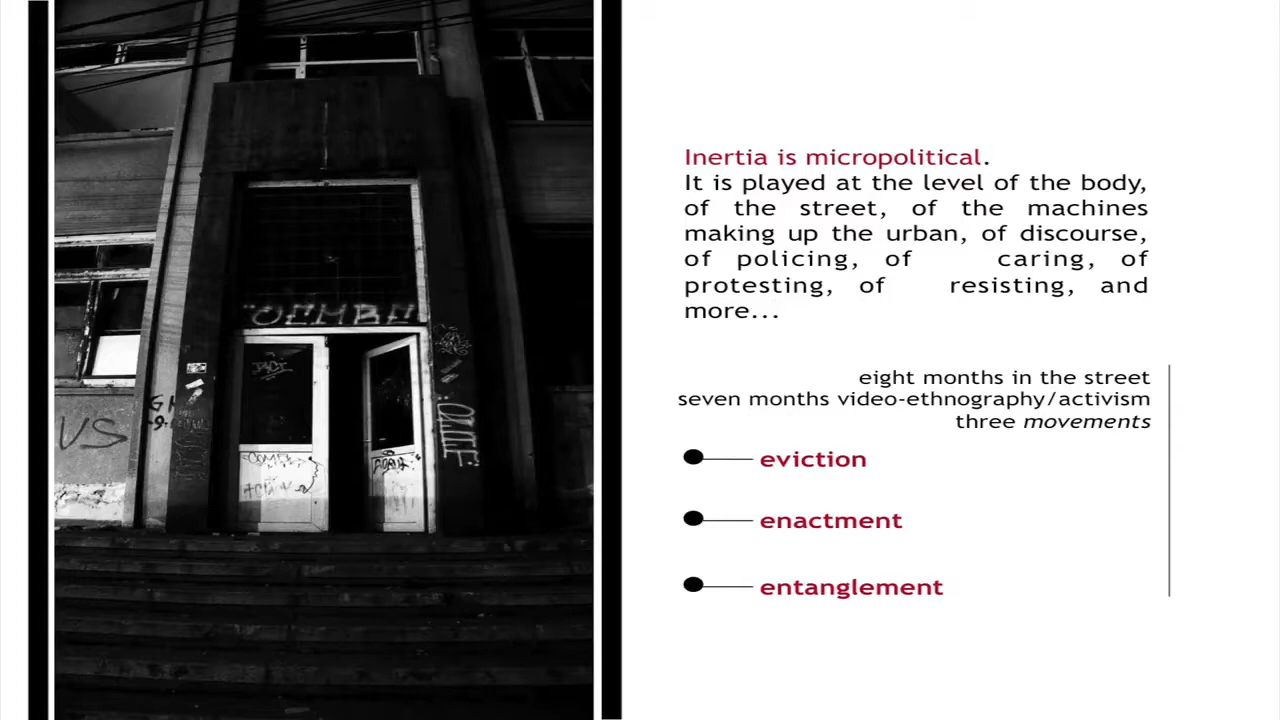 VS
Inertia is micropolitical.
It is played at the level of the body,
of the street, of the machines
making up the urban, of discourse,
of policing, of caring, of
protesting, of resisting, and
more...
eight months in the street
seven months video-ethnography/activism
three movements
eviction
enactment
entanglement